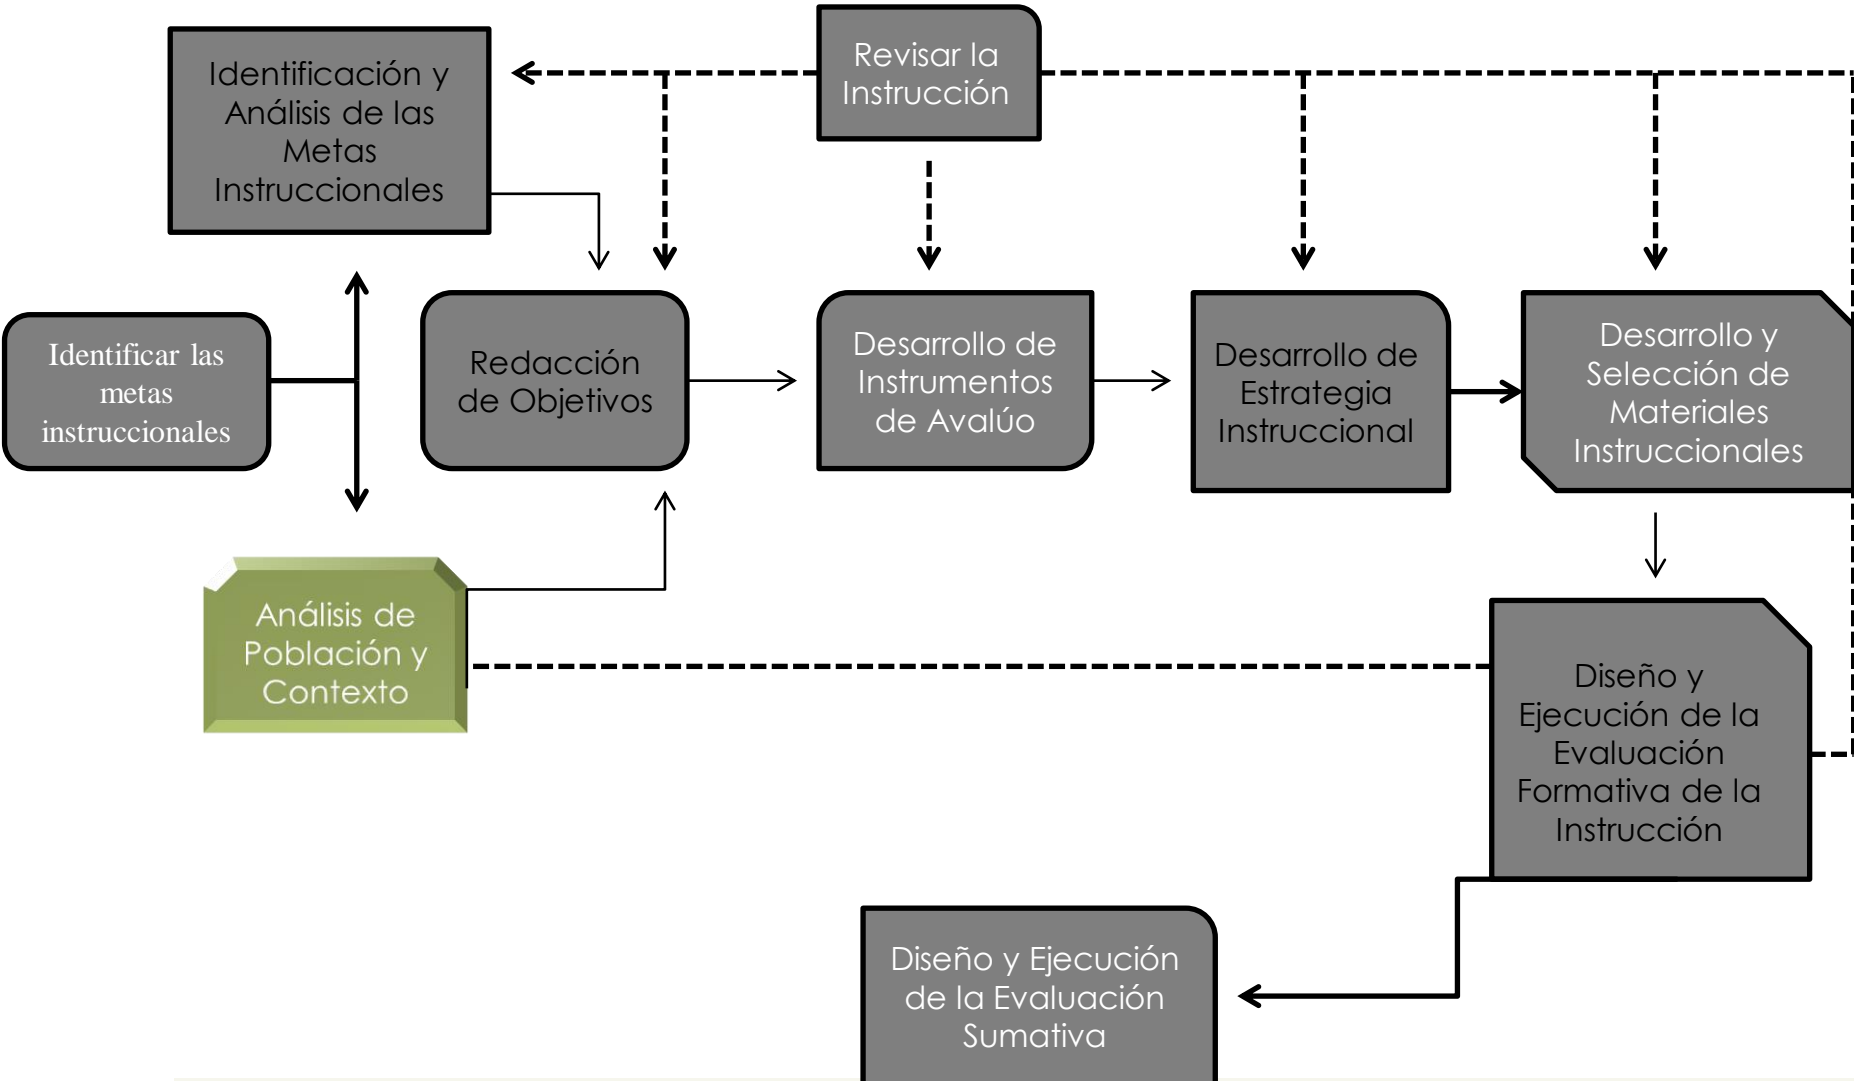 Revisar la
Instrucción
Identificación y
Análisis de las
Metas
Instruccionales
Identificar las
metas
instruccionales
Redacción
de Objetivos
Desarrollo de
Instrumentos
de Avalúo
Desarrollo de
Estrategia
Instruccional
Desarrollo y
Selección de
Materiales
Instruccionales
Análisis de
Población y
Contexto
Diseño y
Ejecución de la
Evaluación
Formativa de la
Instrucción
Diseño y Ejecución
de la Evaluación
Sumativa